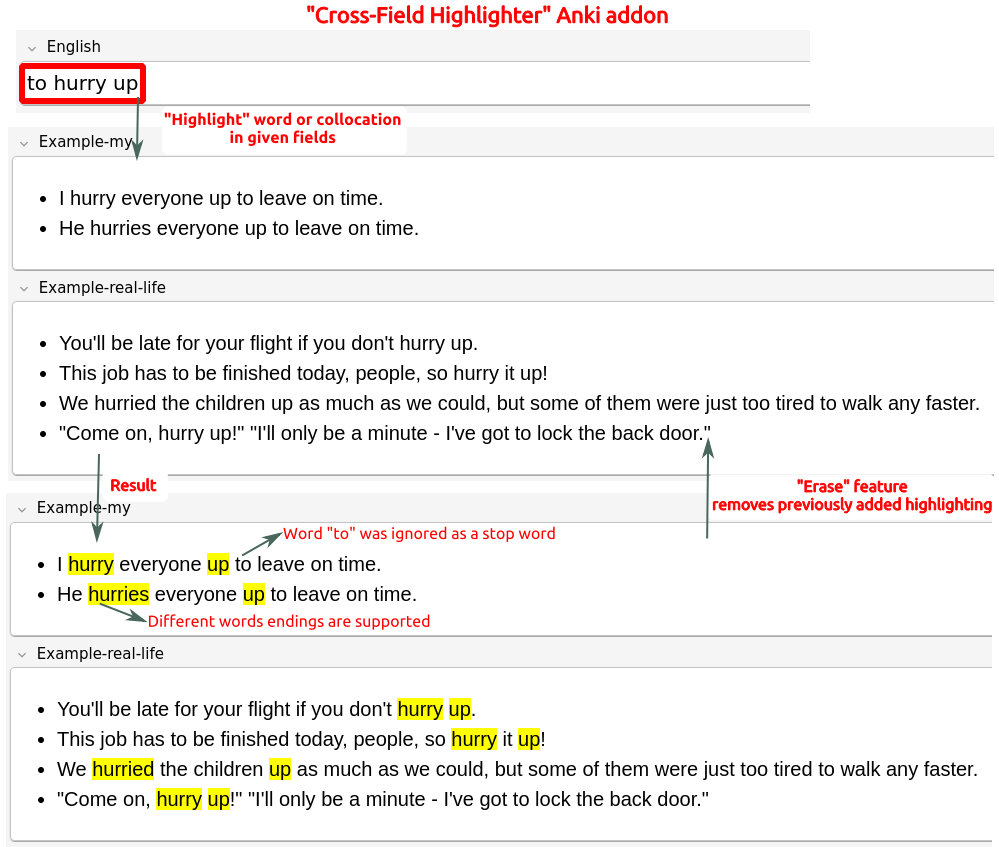 "Cross-Field Highlighter" Anki addon
English
to hurry up
"Highlight" word or collocation
in given fields
Example-my
• I hurry everyone up to leave on time.
• He hurries everyone up to leave on time.
Example-real-life
• You'll be late for your flight if you don't hurry up.
• This job has to be finished today, people, so hurry it up!
• We hurried the children up as much as we could, but some of them were just too tired to walk any faster.
• "Come on, hurry up!" "I'll only be a minute - I've got to lock the back door."
Result
"Erase" feature
removes previously added highlighting
Example-my
Word "to" was ignored as a stop word
• I hurry everyone up to leave on time.
• He hurries everyone up to leave on time.
Different words endings are supported
Example-real-life
• You'll be late for your flight if you don't hurry up.
• This job has to be finished today, people, so hurry it up!
• We hurried the children up as much as we could, but some of them were just too tired to walk any faster.
• "Come on, hurry up!" "I'll only be a minute - I've got to lock the back door."